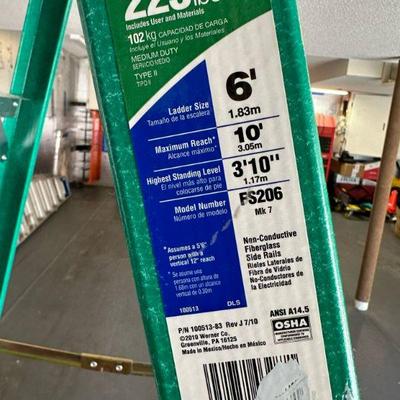 225 lbs
Includes User and Materials
102 kg CAPACIDAD DE CARGA
Incluye el Usuario y los Materiales
MEDIUM DUTY
SERVICIO MEDIO
TYPE II
TIPO II
Ladder Size 6'
Tamaño de la escalera 1.83m
Maximum Reach* 10'
Alcance máximo* 3.05m
Highest Standing Level 3'10"
El nivel más alto para 1.17m
colocarse de pie
Model Number FS206
Número de modelo Mk 7
*Assumes a 5'6"
person with a
vertical 12" reach
*Se asume una
persona con altura de
1.68m con un alcance
vertical de 0.30m
100513 DLS
Non-Conductive
Fiberglass
Side Rails
Rieles Laterales de
Fibra de Vidrio
No-Conductores de
la Electricidad
ANSI A14.5
OSHA
P/N 100513-83 Rev J 7/10
©2010 Werner Co.
Greenville, PA 16125
Made in Mexico/Hecho en México